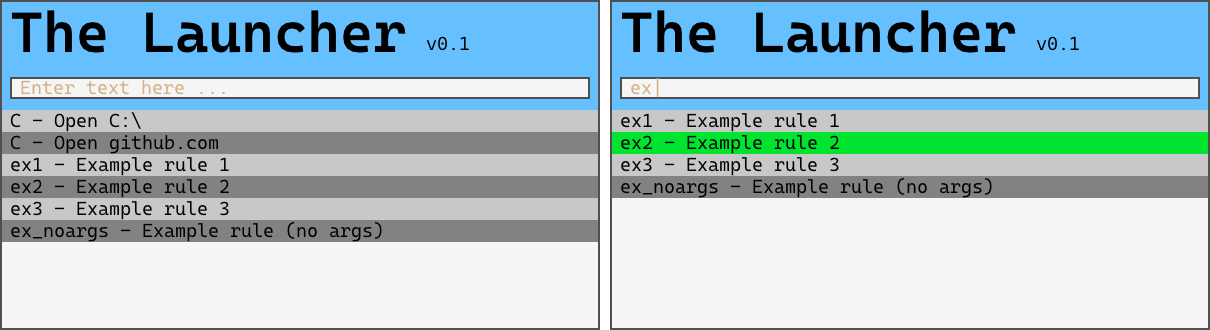 The Launcher v0.1
Enter text here ...
C - Open C:\
C - Open github.com
ex1 - Example rule 1
ex2 - Example rule 2
ex3 - Example rule 3
ex_noargs - Example rule (no args)
The Launcher v0.1
ex|
ex1 - Example rule 1
ex2 - Example rule 2
ex3 - Example rule 3
ex_noargs - Example rule (no args)